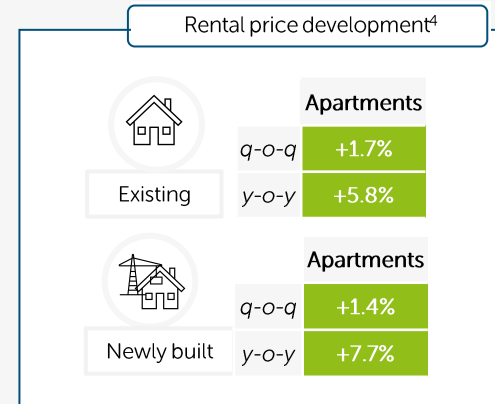 Rental price development⁴
Apartments
q-o-q +1.7%
Existing y-o-y +5.8%
Apartments
q-o-q +1.4%
Newly built y-o-y +7.7%